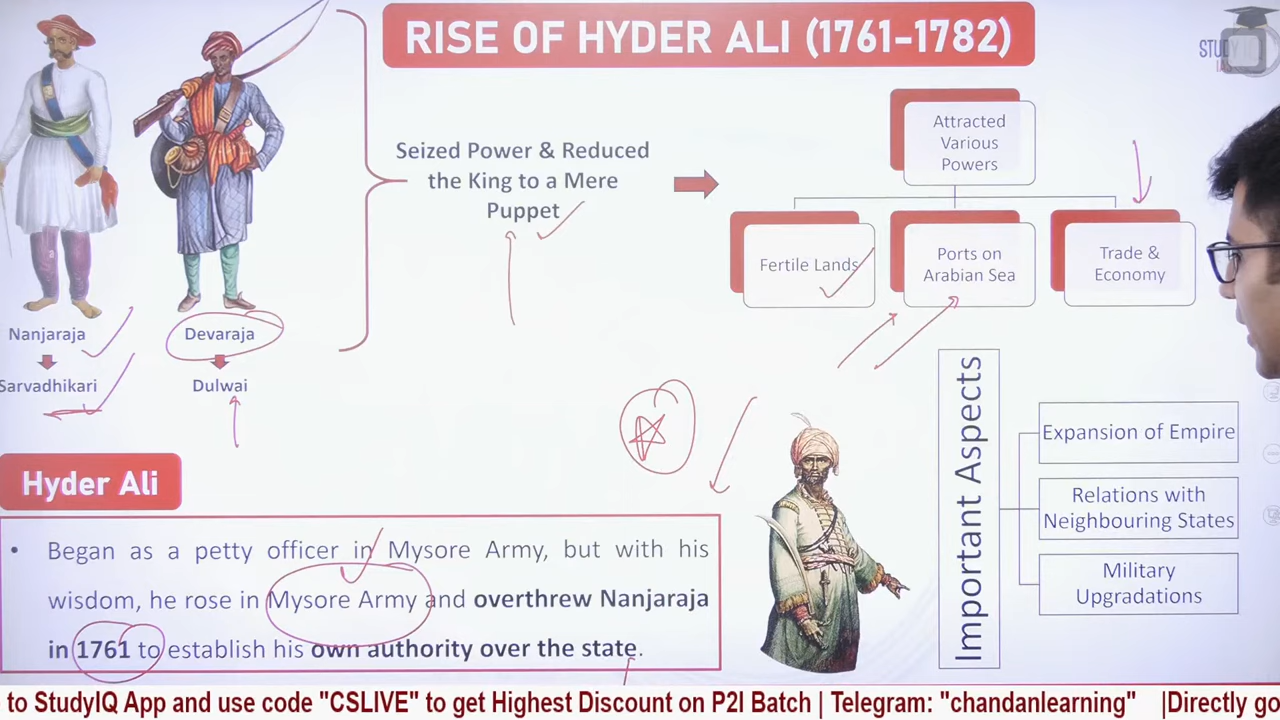 RISE OF HYDER ALI (1761-1782)
Seized Power & Reduced
the King to a Mere
Puppet
Attracted
Various
Powers
Fertile Lands
Ports on
Arabian Sea
Trade &
Economy
Nanjaraja
Sarvadhikari
Devaraja
Dulwai
Hyder Ali
• Began as a petty officer in Mysore Army, but with his
wisdom, he rose in Mysore Army and overthrew Nanjaraja
in 1761 to establish his own authority over the state.
Important Aspects
Expansion of Empire
Relations with
Neighbouring States
Military
Upgradations
to StudyIQ App and use code "CSLIVE" to get Highest Discount on P2I Batch | Telegram: "chandanlearning" |Directly go